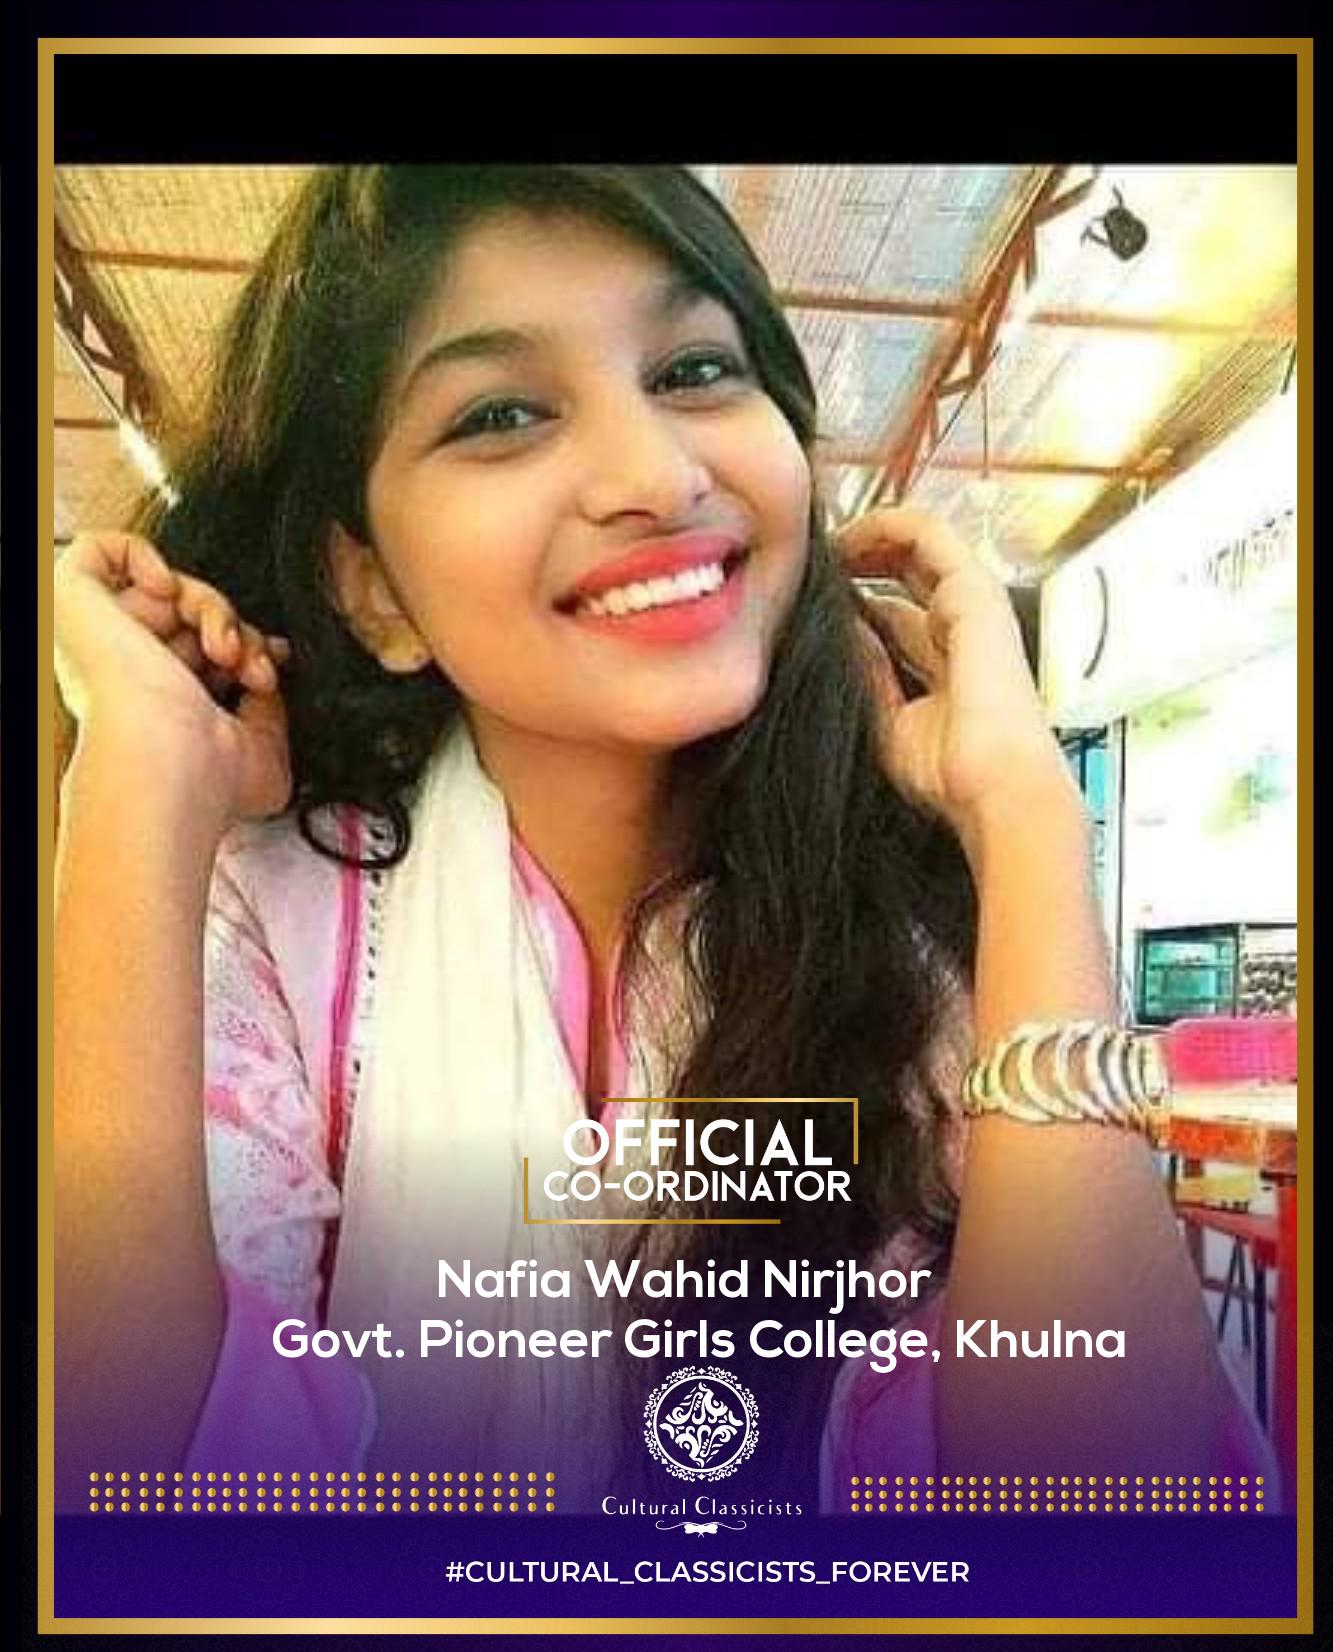 OFFICIAL
CO-ORDINATOR
Nafia Wahid Nirjhor
Govt. Pioneer Girls College, Khulna
Cultural Classicists
#CULTURAL_CLASSICISTS_FOREVER